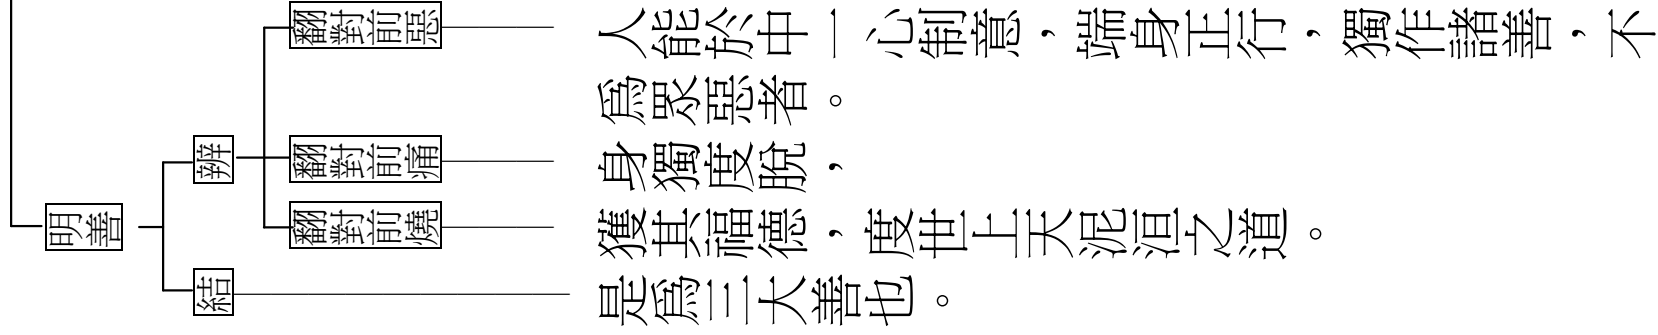 明善
辨
翻對前惡
人能於中一心制意，端身正行，獨作諸善，不
為眾惡者。
翻對前痛
身獨度脫，
翻對前燒
獲其福德，度世上天泥洹之道。
結
是為三大善也。